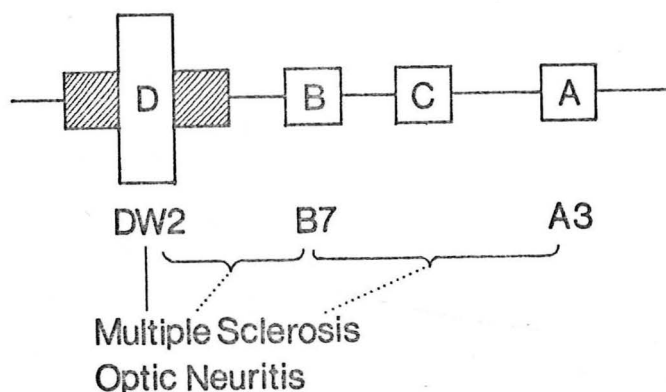 D B C A
DW2 B7 A3
Multiple Sclerosis
Optic Neuritis